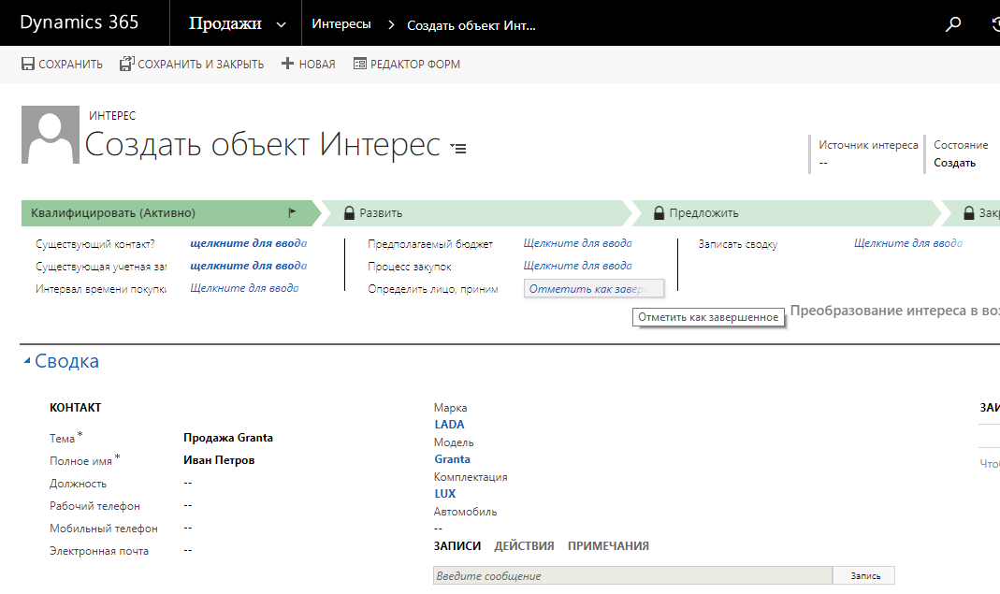 Dynamics 365 Продажи Интересы Создать объект Инт...
СОХРАНИТЬ СОХРАНИТЬ И ЗАКРЫТЬ НОВАЯ РЕДАКТОР ФОРМ
ИНТЕРЕС
Создать объект Интерес
Источник интереса Состояние
-- Создать
Квалифицировать (Активно) Развить Предложить Зак
Существующий контакт? щелкните для ввода Предполагаемый бюджет Щелкните для ввода Записать сводку Щелкните для ввода
Существующая учетная за щелкните для ввода Процесс закупок Щелкните для ввода
Интервал времени покупки Щелкните для ввода Определить лицо, приним Отметить как завер
Отметить как завершенное Преобразование интереса в воз
Сводка
КОНТАКТ
Тема* Продажа Granta
Полное имя* Иван Петров
Должность --
Рабочий телефон --
Мобильный телефон --
Электронная почта --
Марка
LADA
Модель
Granta
Комплектация
LUX
Автомобиль
--
ЗАПИСИ ДЕЙСТВИЯ ПРИМЕЧАНИЯ
Введите сообщение Запись
ЗАИ
Что